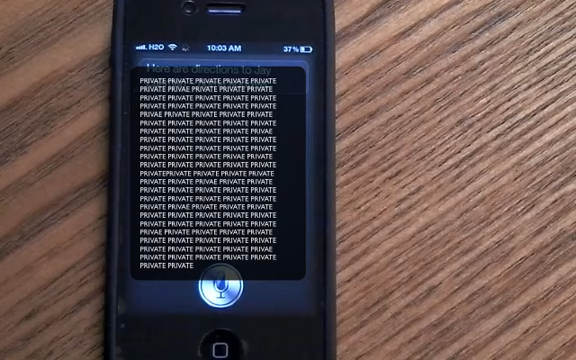 H2O 10:03 AM 37%
Here are directions to Jay
PRIVATE PRIVATE PRIVATE PRIVATE PRIVATE
PRIVATE PRIVAE PRIVATE PRIVATE PRIVATE
PRIVATE PRIVATE PRIVATE PRIVATE PRIVATE
PRIVATE PRIVATE PRIVATE PRIVATE PRIVATE
PRIVAE PRIVATE PRIVATE PRIVATE PRIVATE
PRIVATE PRIVATE PRIVATE PRIVATE PRIVATE
PRIVATE PRIVATE PRIVATE PRIVATE PRIVAE
PRIVATE PRIVATE PRIVATE PRIVATE PRIVATE
PRIVATE PRIVATE PRIVATE PRIVATE PRIVATE
PRIVATE PRIVATE PRIVATE PRIVAE PRIVATE
PRIVATE PRIVATE PRIVATE PRIVATE PRIVATE
PRIVATEPRIVATE PRIVATE PRIVATE PRIVATE
PRIVATE PRIVATE PRIVAE PRIVATE PRIVATE
PRIVATE PRIVATE PRIVATE PRIVATE PRIVATE
PRIVATE PRIVATE PRIVATE PRIVATE PRIVATE
PRIVATE PRIVAE PRIVATE PRIVATE PRIVATE
PRIVATE PRIVATE PRIVATE PRIVATE PRIVATE
PRIVATE PRIVATE PRIVATE PRIVATE PRIVATE
PRIVAE PRIVATE PRIVATE PRIVATE PRIVATE
PRIVATE PRIVATE PRIVATE PRIVATE PRIVATE
PRIVATE PRIVATE PRIVATE PRIVATE PRIVAE
PRIVATE PRIVATE PRIVATE PRIVATE PRIVATE
PRIVATE PRIVATE